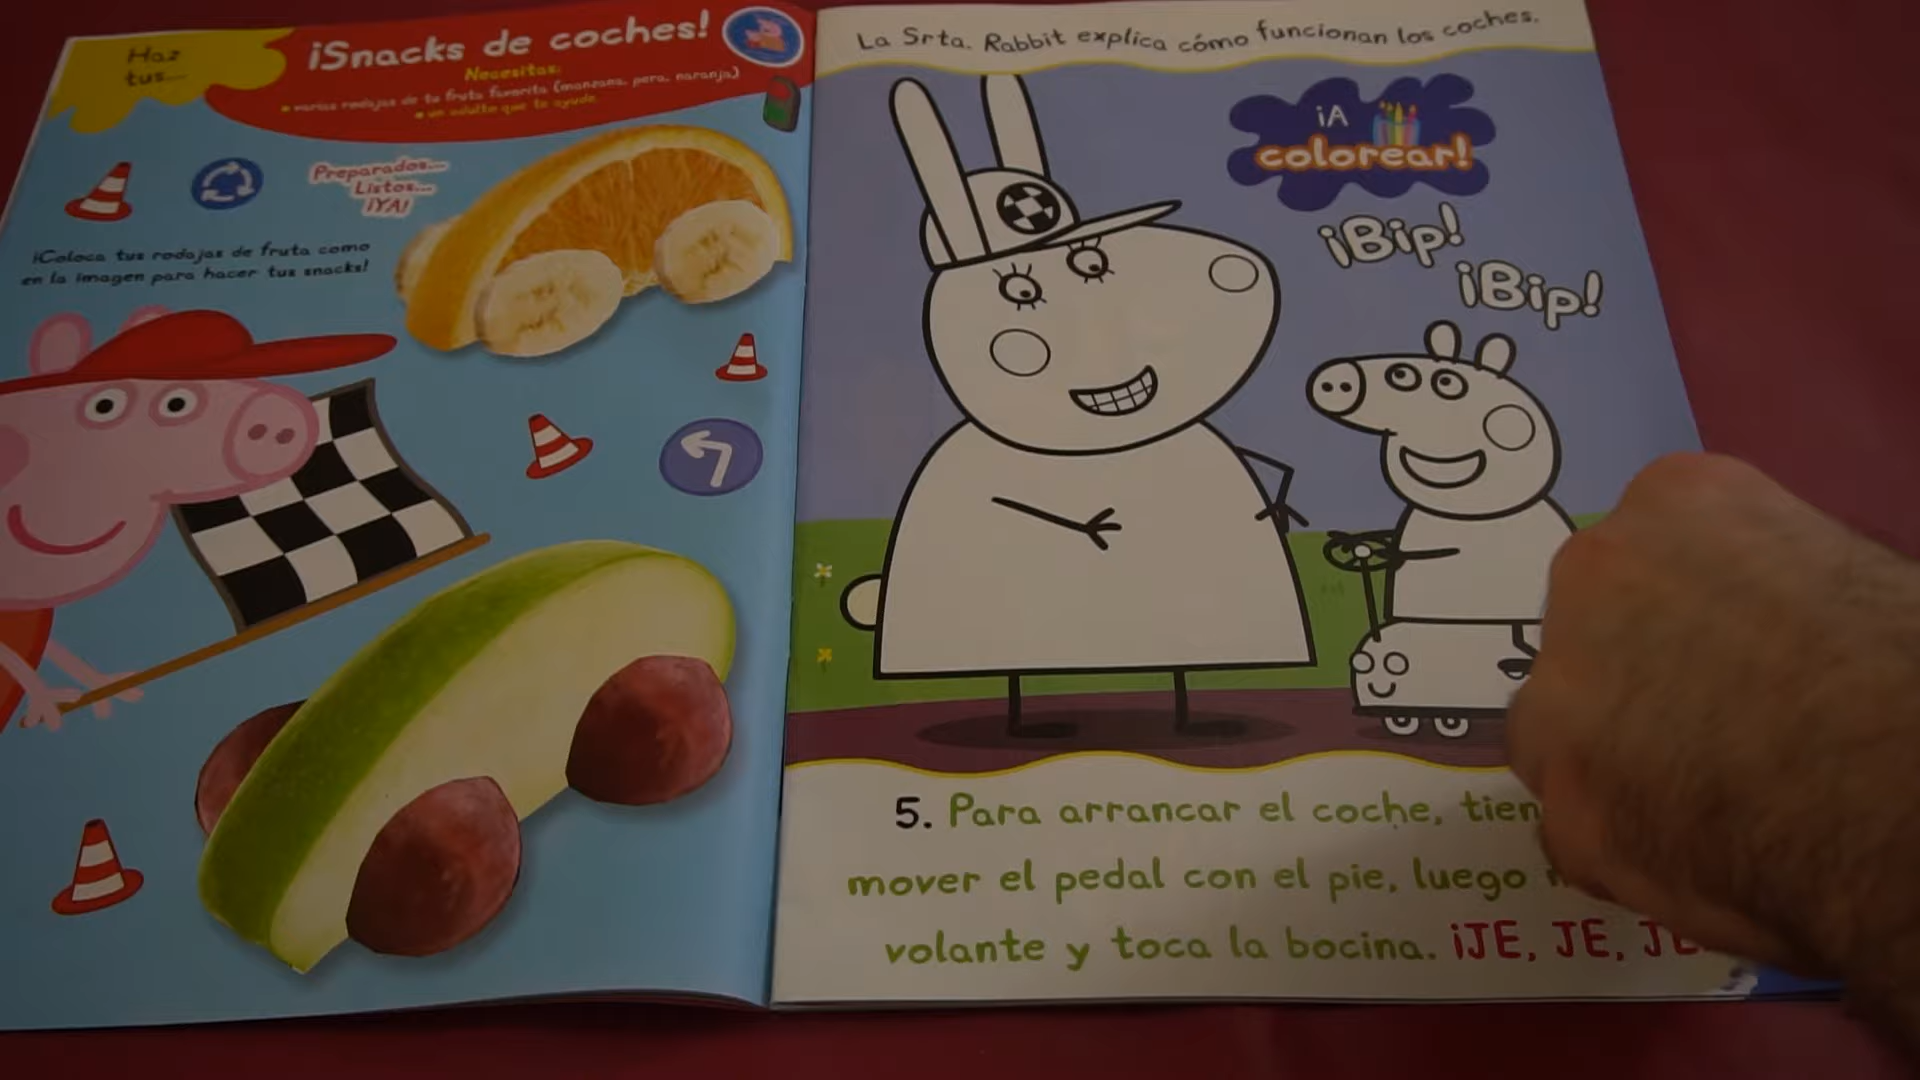 Haz
tus...
¡Snacks de coches!
Necesitas:
• varias rodajas de tu fruta favorita (manzana, pera, naranja)
• un adulto que te ayude
Preparados...
Listos...
¡YA!
¡Coloca tus rodajas de fruta como
en la imagen para hacer tus snacks!
La Srta. Rabbit explica cómo funcionan los coches.
¡A
colorear!
¡Bip!
¡Bip!
5. Para arrancar el coche, tien
mover el pedal con el pie, luego
volante y toca la bocina. ¡JE, JE, JE